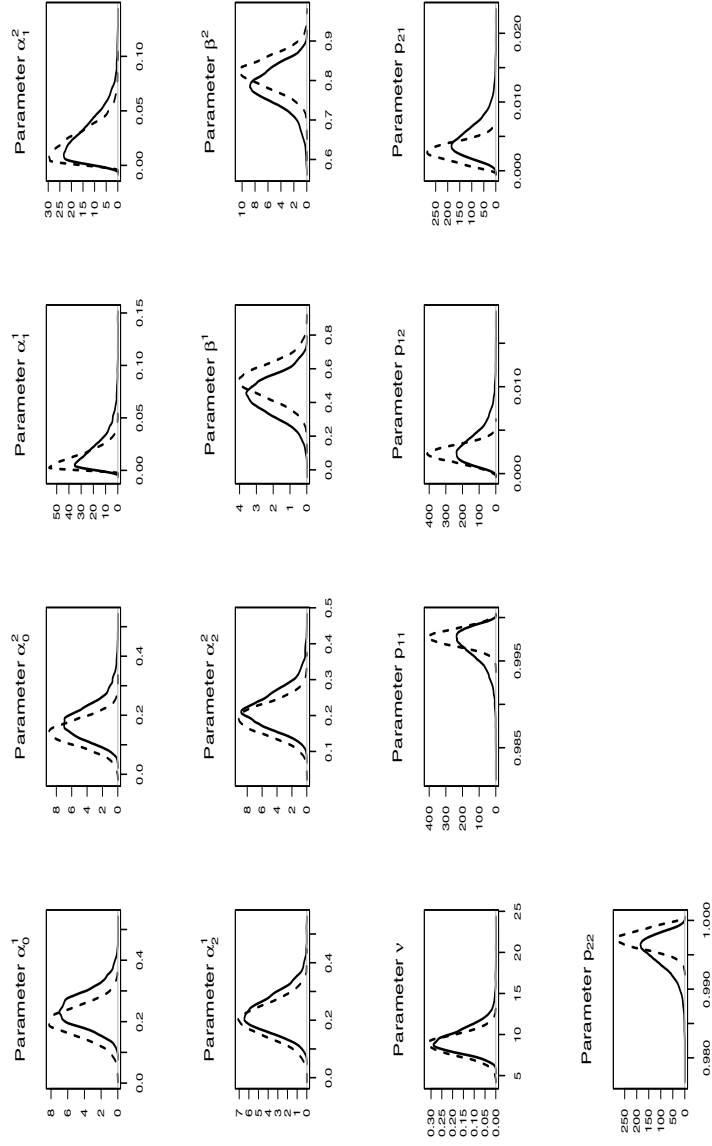 Parameter α₀¹
0 2 4 6 8
0.0 0.2 0.4
Parameter α₀²
0 2 4 6 8
0.0 0.2 0.4
Parameter α₁¹
0 10 20 30 40 50
0.00 0.05 0.10 0.15
Parameter α₁²
0 5 10 15 20 25 30
0.00 0.05 0.10
Parameter α₂¹
0 1 2 3 4 5 6 7
0.0 0.2 0.4
Parameter α₂²
0 2 4 6 8
0.1 0.2 0.3 0.4 0.5
Parameter β¹
0 1 2 3 4
0.0 0.2 0.4 0.6 0.8
Parameter β²
0 2 4 6 8 10
0.6 0.7 0.8 0.9
Parameter ν
0.00 0.05 0.10 0.15 0.20 0.25 0.30
5 10 15 20 25
Parameter p₁₁
0 100 200 300 400
0.985 0.995
Parameter p₁₂
0 100 200 300 400
0.000 0.010
Parameter p₂₁
0 50 150 200 250
0.000 0.010 0.020
Parameter p₂₂
0 50 150 200 250
0.980 0.990 1.000